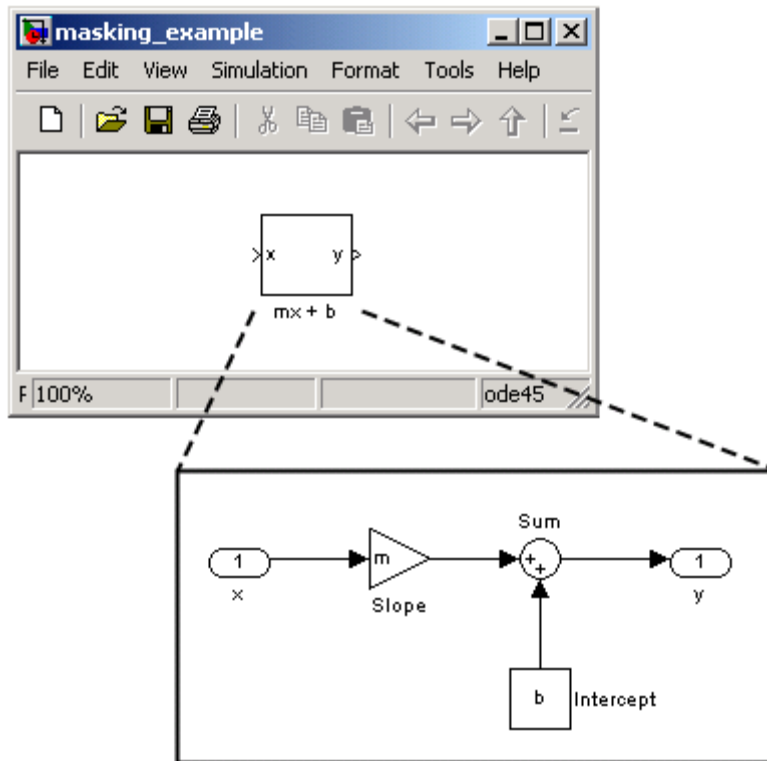 masking_example
File Edit View Simulation Format Tools Help
x y
mx + b
F 100% ode45
Sum
1 m + + 1
x Slope y
b Intercept